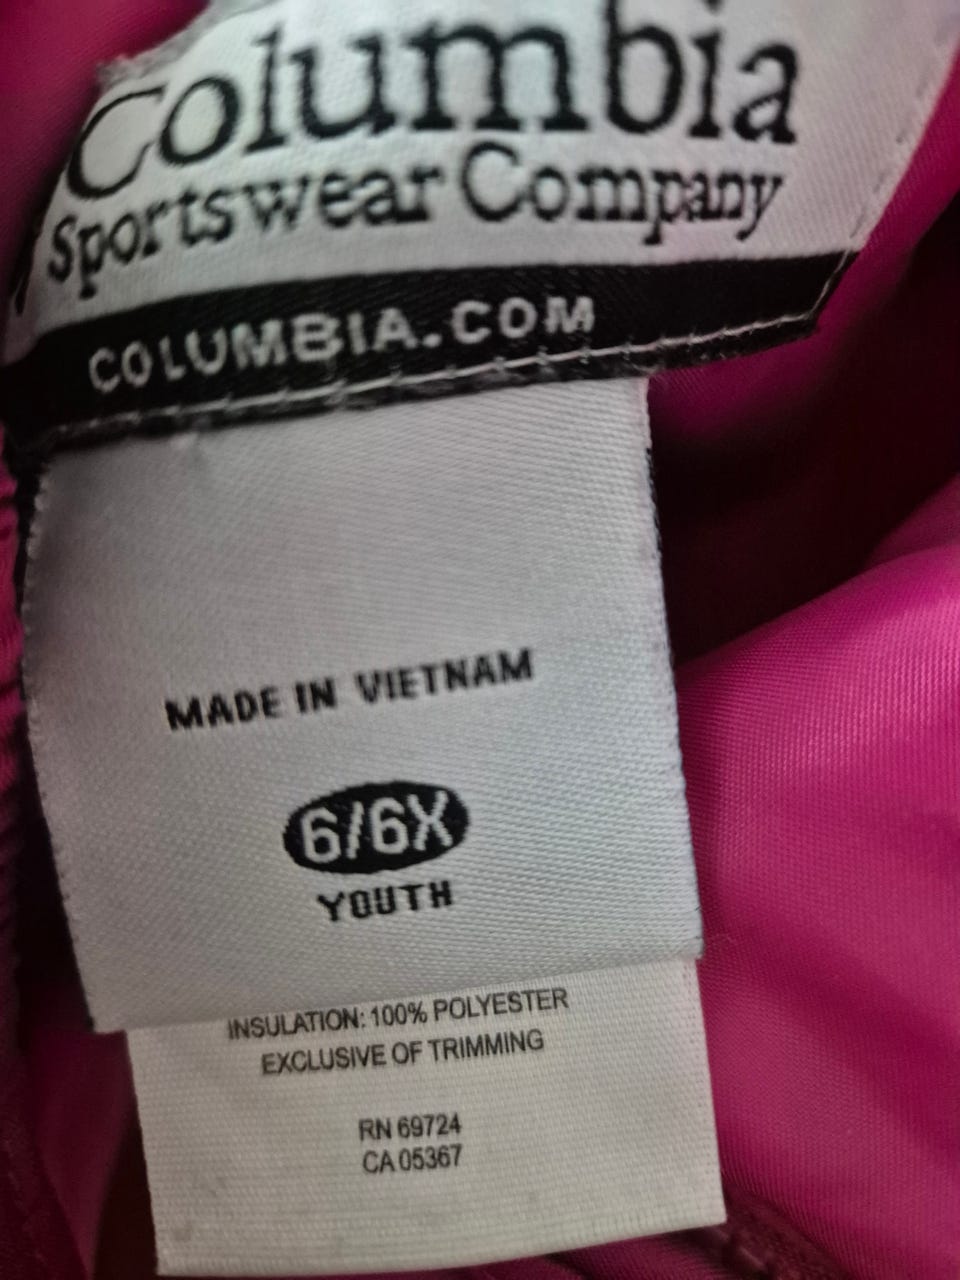 Columbia
Sportswear Company
COLUMBIA.COM
MADE IN VIETNAM
6/6X
YOUTH
INSULATION: 100% POLYESTER
EXCLUSIVE OF TRIMMING
RN 69724
CA 05367